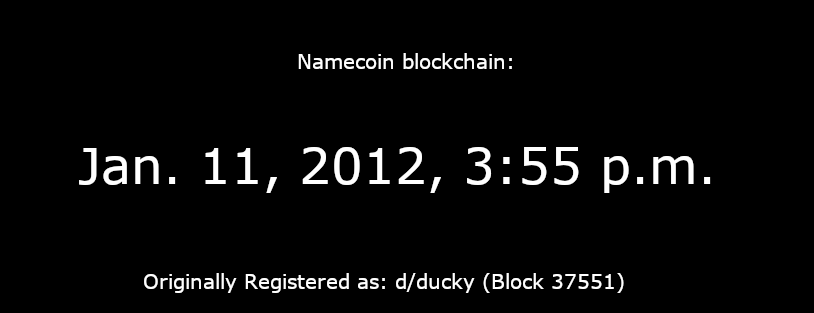 Namecoin blockchain:
Jan. 11, 2012, 3:55 p.m.
Originally Registered as: d/ducky (Block 37551)